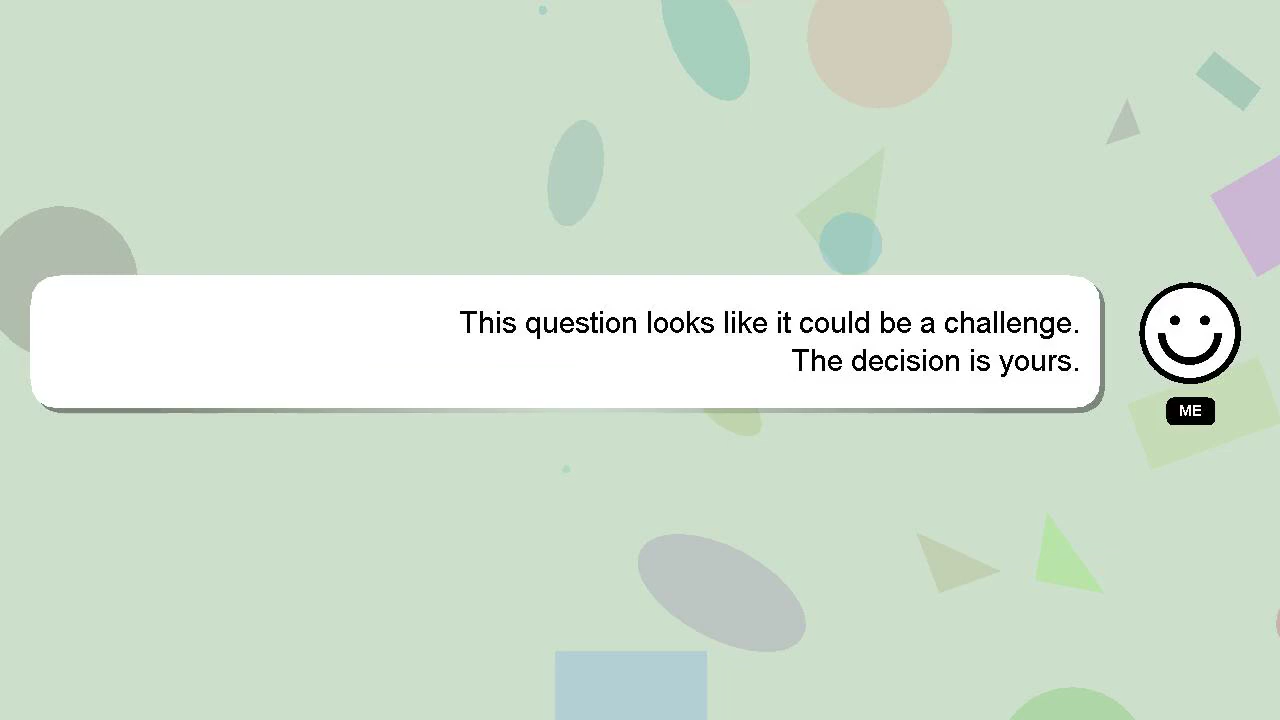 This question looks like it could be a challenge.
The decision is yours.
ME